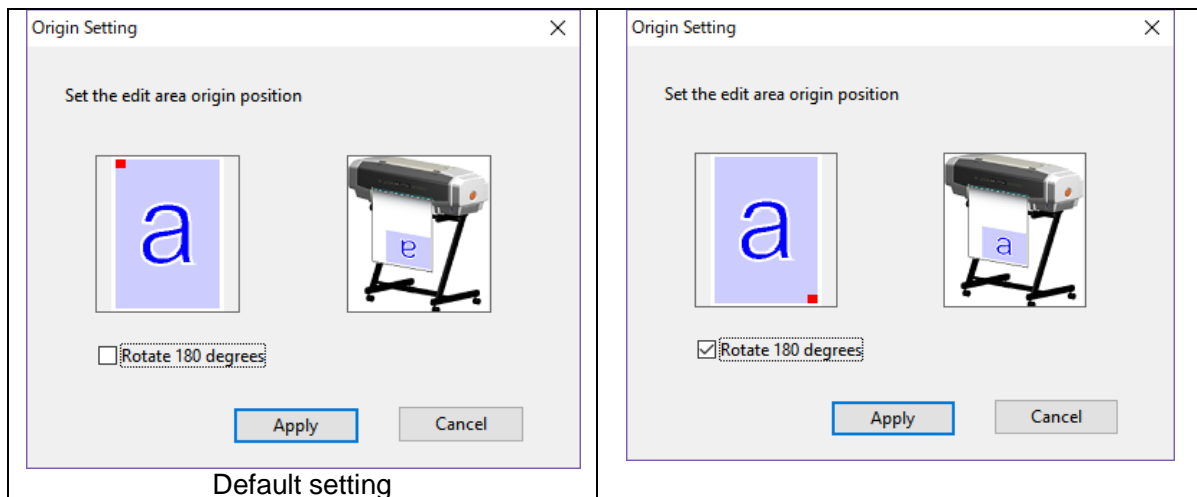 Origin Setting
Set the edit area origin position
a
a
Rotate 180 degrees
Apply Cancel
Default setting
Origin Setting
Set the edit area origin position
a
a
Rotate 180 degrees
Apply Cancel